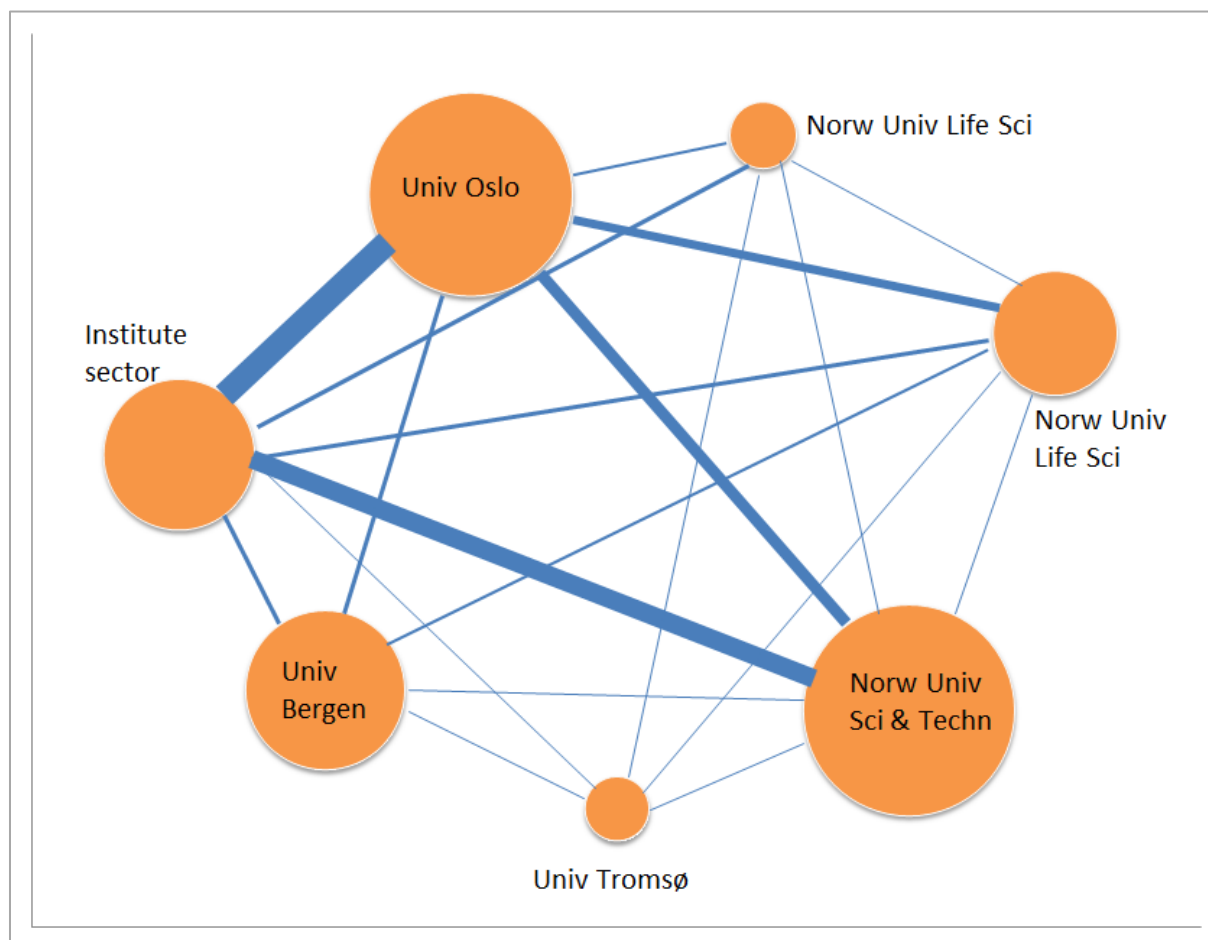 Norw Univ Life Sci
Univ Oslo
Institute
sector
Norw Univ
Life Sci
Univ
Bergen
Norw Univ
Sci & Techn
Univ Tromsø